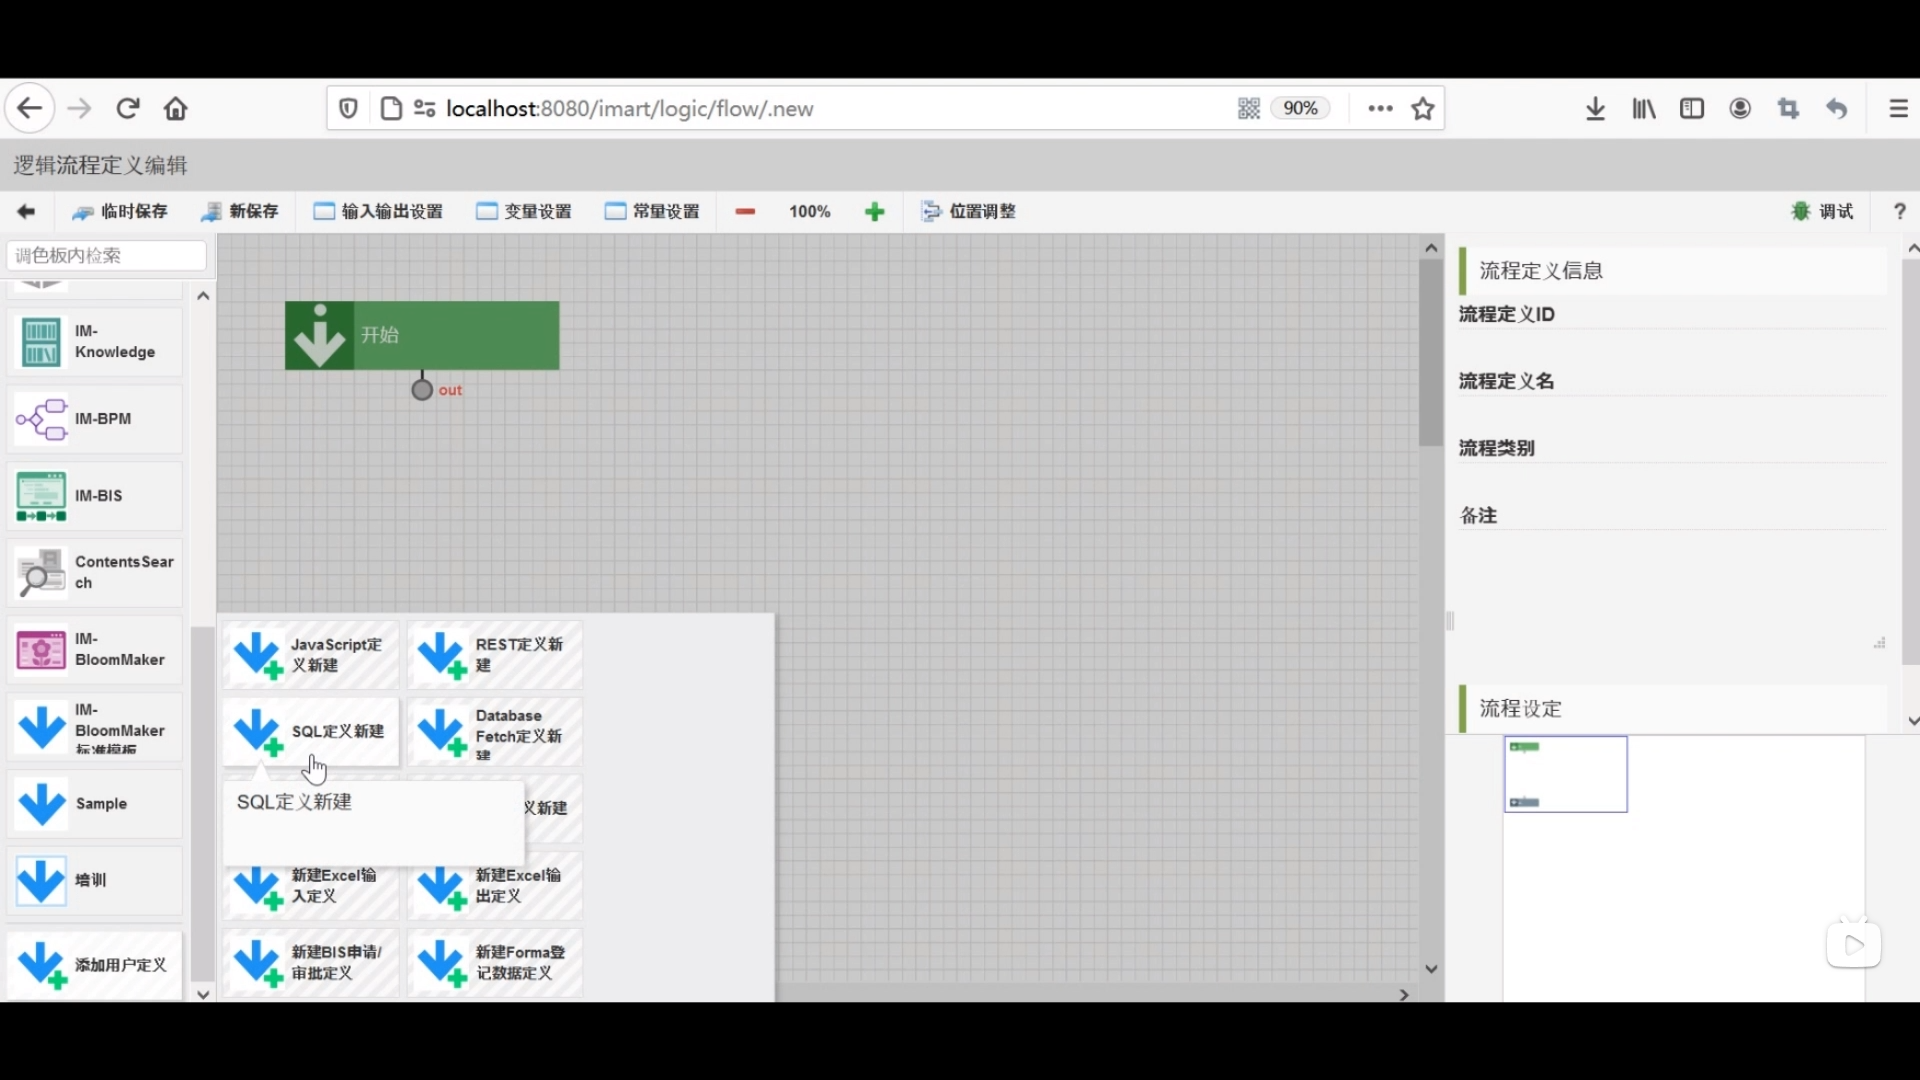 localhost:8080/imart/logic/flow/.new
90%
逻辑流程定义编辑
临时保存
新保存
输入输出设置
变量设置
常量设置
100%
位置调整
调试
?
调色板内检索
IM-
Knowledge
IM-BPM
IM-BIS
ContentsSear
ch
IM-
BloomMaker
IM-
BloomMaker
标准模板
Sample
培训
添加用户定义
开始
out
JavaScript定
义新建
REST定义新
建
SQL定义新建
Database
Fetch定义新
建
SQL定义新建
义新建
新建Excel输
入定义
新建Excel输
出定义
新建BIS申请/
审批定义
新建Forma登
记数据定义
流程定义信息
流程定义ID
流程定义名
流程类别
备注
流程设定